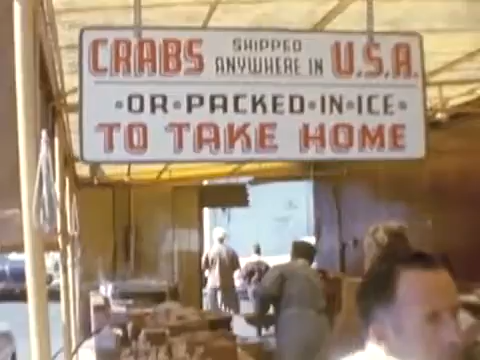 CRABS SHIPPED ANYWHERE IN U.S.A.
•OR•PACKED•IN•ICE•
TO TAKE HOME